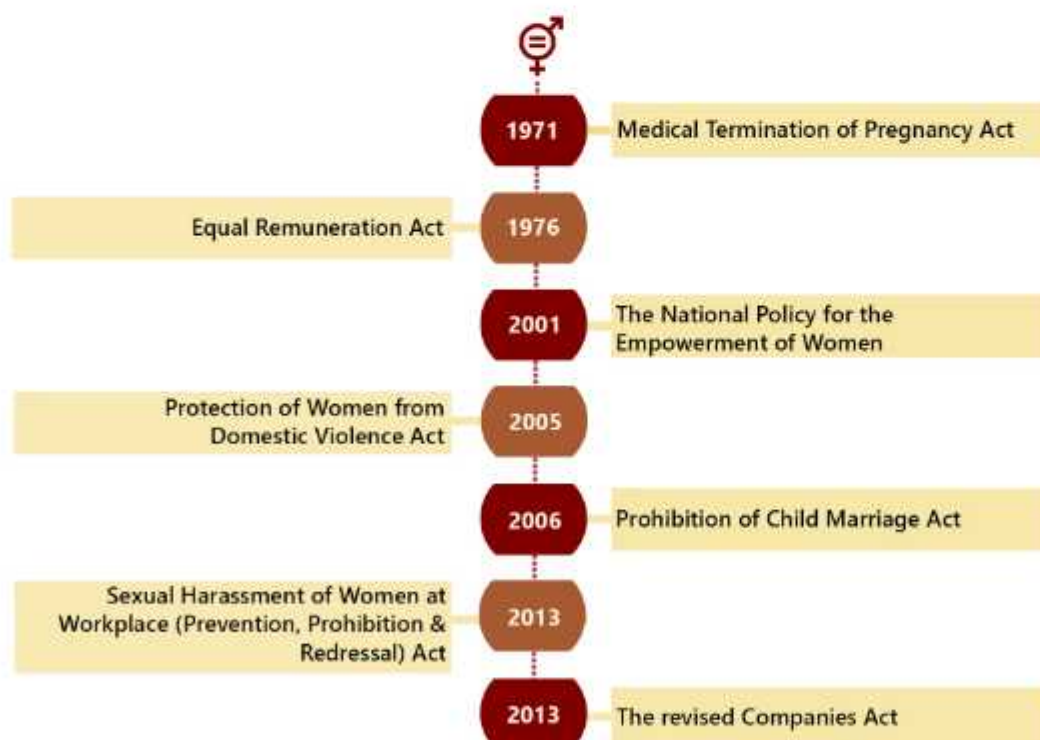 1971
Medical Termination of Pregnancy Act
Equal Remuneration Act
1976
2001
The National Policy for the
Empowerment of Women
Protection of Women from
Domestic Violence Act
2005
2006
Prohibition of Child Marriage Act
Sexual Harassment of Women at
Workplace (Prevention, Prohibition &
Redressal) Act
2013
2013
The revised Companies Act